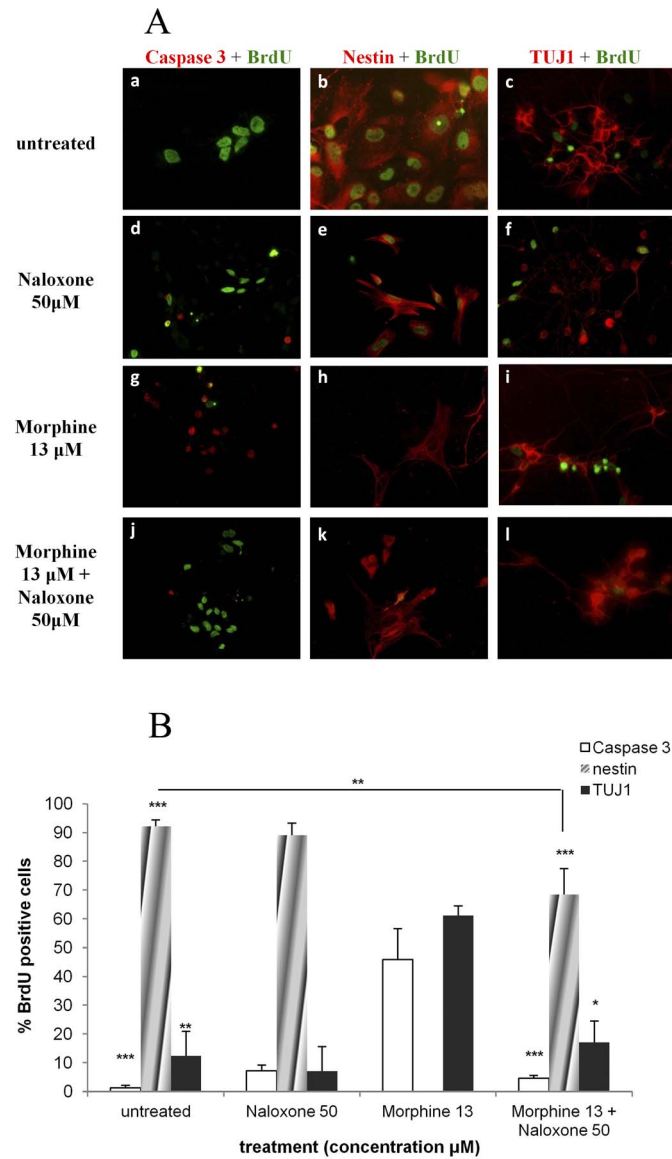 A
Caspase 3 + BrdU
Nestin + BrdU
TUJ1 + BrdU
untreated
a
b
c
Naloxone
50µM
d
e
f
Morphine
13 µM
g
h
i
Morphine
13 µM +
Naloxone
50µM
j
k
l
B
Caspase 3
nestin
TUJ1
**
% BrdU positive cells
100
90
80
70
60
50
40
30
20
10
0
***
***
**
***
***
*
untreated
Naloxone 50
Morphine 13
Morphine 13 +
Naloxone 50
treatment (concentration µM)